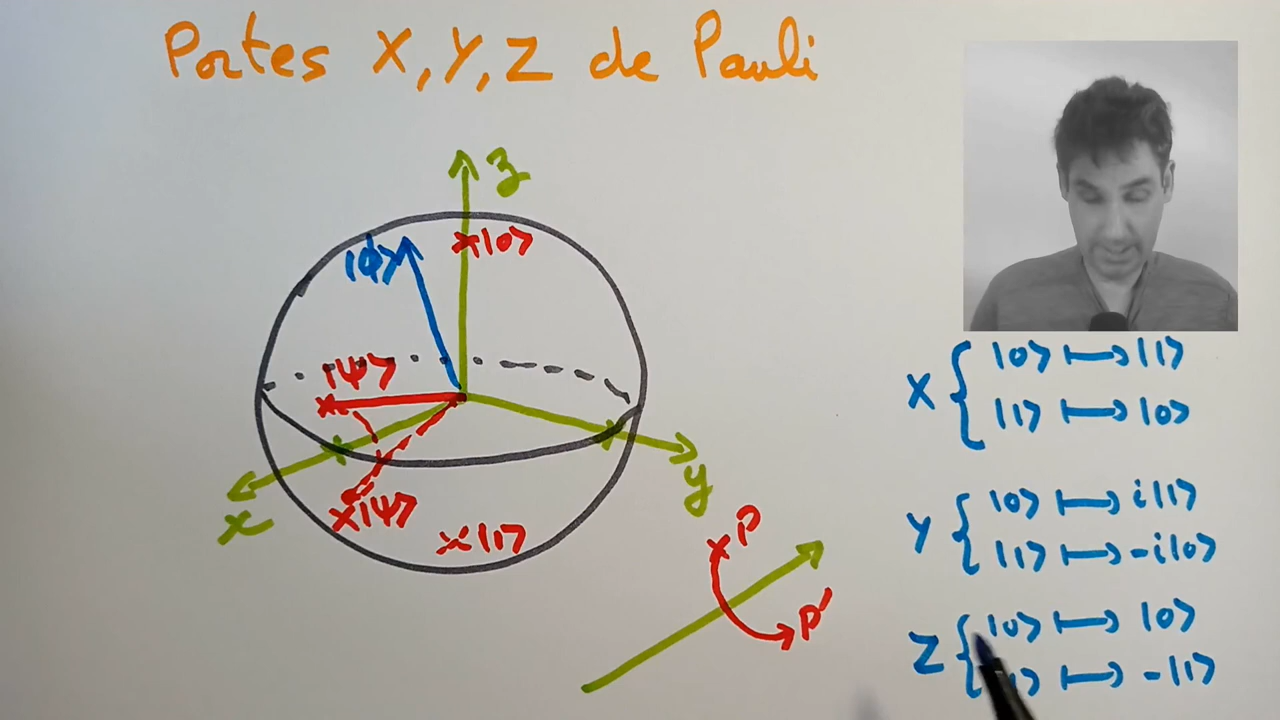 Portes X, Y, Z de Pauli
z
|ϕ⟩
x|0⟩
|ψ⟩
x
X|ψ⟩
x|1⟩
y
P
P'
X { |0⟩ ⟼ |1⟩
|1⟩ ⟼ |0⟩
Y { |0⟩ ⟼ i|1⟩
|1⟩ ⟼ -i|0⟩
Z { |0⟩ ⟼ |0⟩
|1⟩ ⟼ -|1⟩